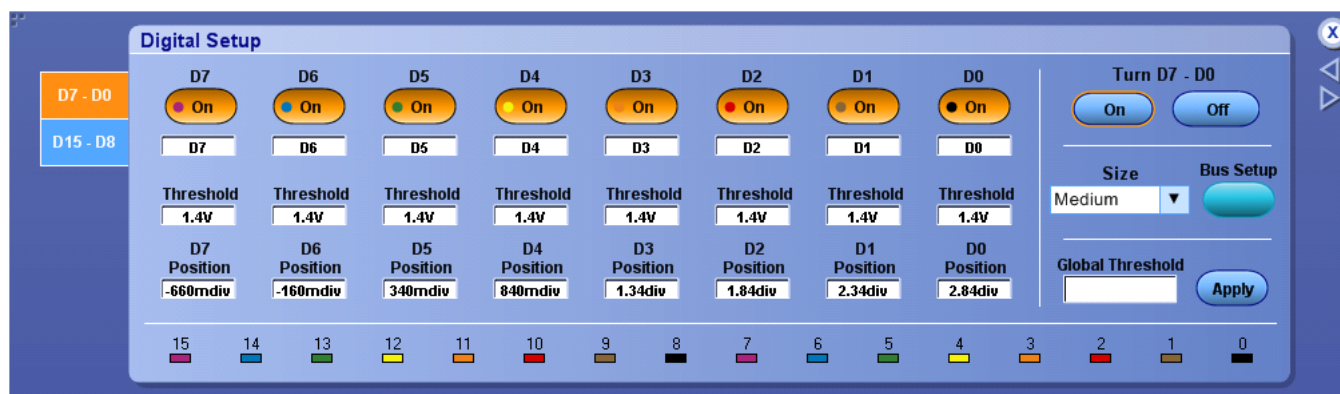 Digital Setup
X
D7 - D0
D15 - D8
D7 D6 D5 D4 D3 D2 D1 D0
On On On On On On On On
D7 D6 D5 D4 D3 D2 D1 D0
Threshold Threshold Threshold Threshold Threshold Threshold Threshold Threshold
1.4V 1.4V 1.4V 1.4V 1.4V 1.4V 1.4V 1.4V
D7 D6 D5 D4 D3 D2 D1 D0
Position Position Position Position Position Position Position Position
-660mdiv -160mdiv 340mdiv 840mdiv 1.34div 1.84div 2.34div 2.84div
Turn D7 - D0
On Off
Size Bus Setup
Medium
Global Threshold
Apply
15 14 13 12 11 10 9 8 7 6 5 4 3 2 1 0